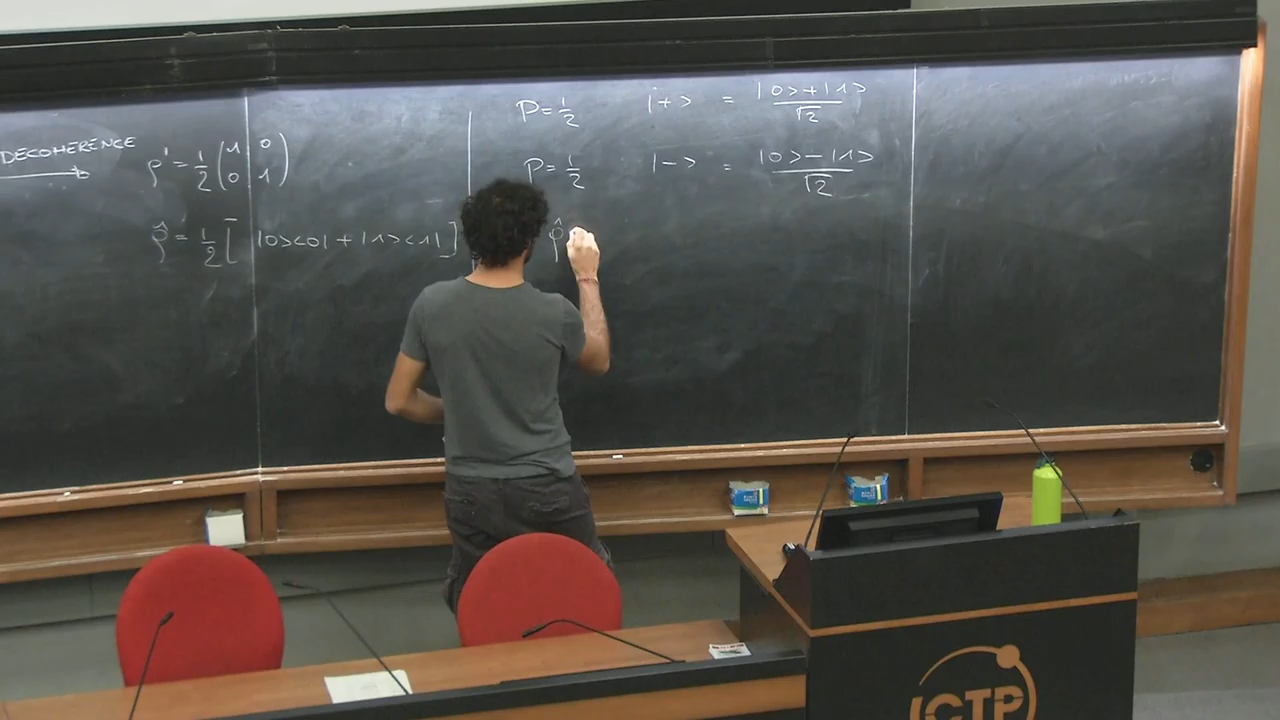 DECOHERENCE
ρ' = 1/2 (1 0
0 1)
ρ̂' = 1/2 [ |0><0| + |1><1| ]
P = 1/2 |+> = |0>+|1> / √2
P = 1/2 |-> = |0>-|1> / √2
ρ̂
ICTP